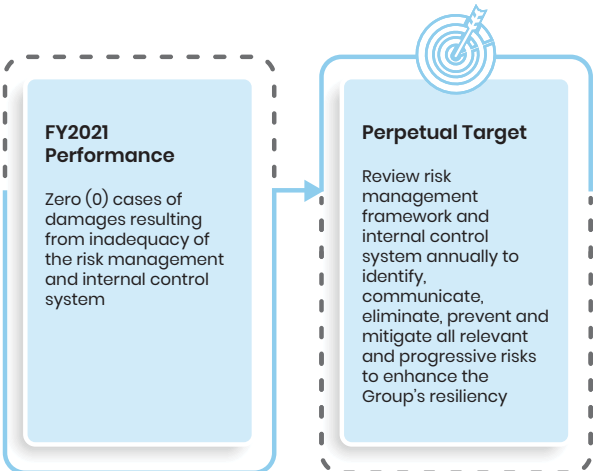 FY2021
Performance
Zero (0) cases of
damages resulting
from inadequacy of
the risk management
and internal control
system
Perpetual Target
Review risk
management
framework and
internal control
system annually to
identify,
communicate,
eliminate, prevent and
mitigate all relevant
and progressive risks
to enhance the
Group's resiliency